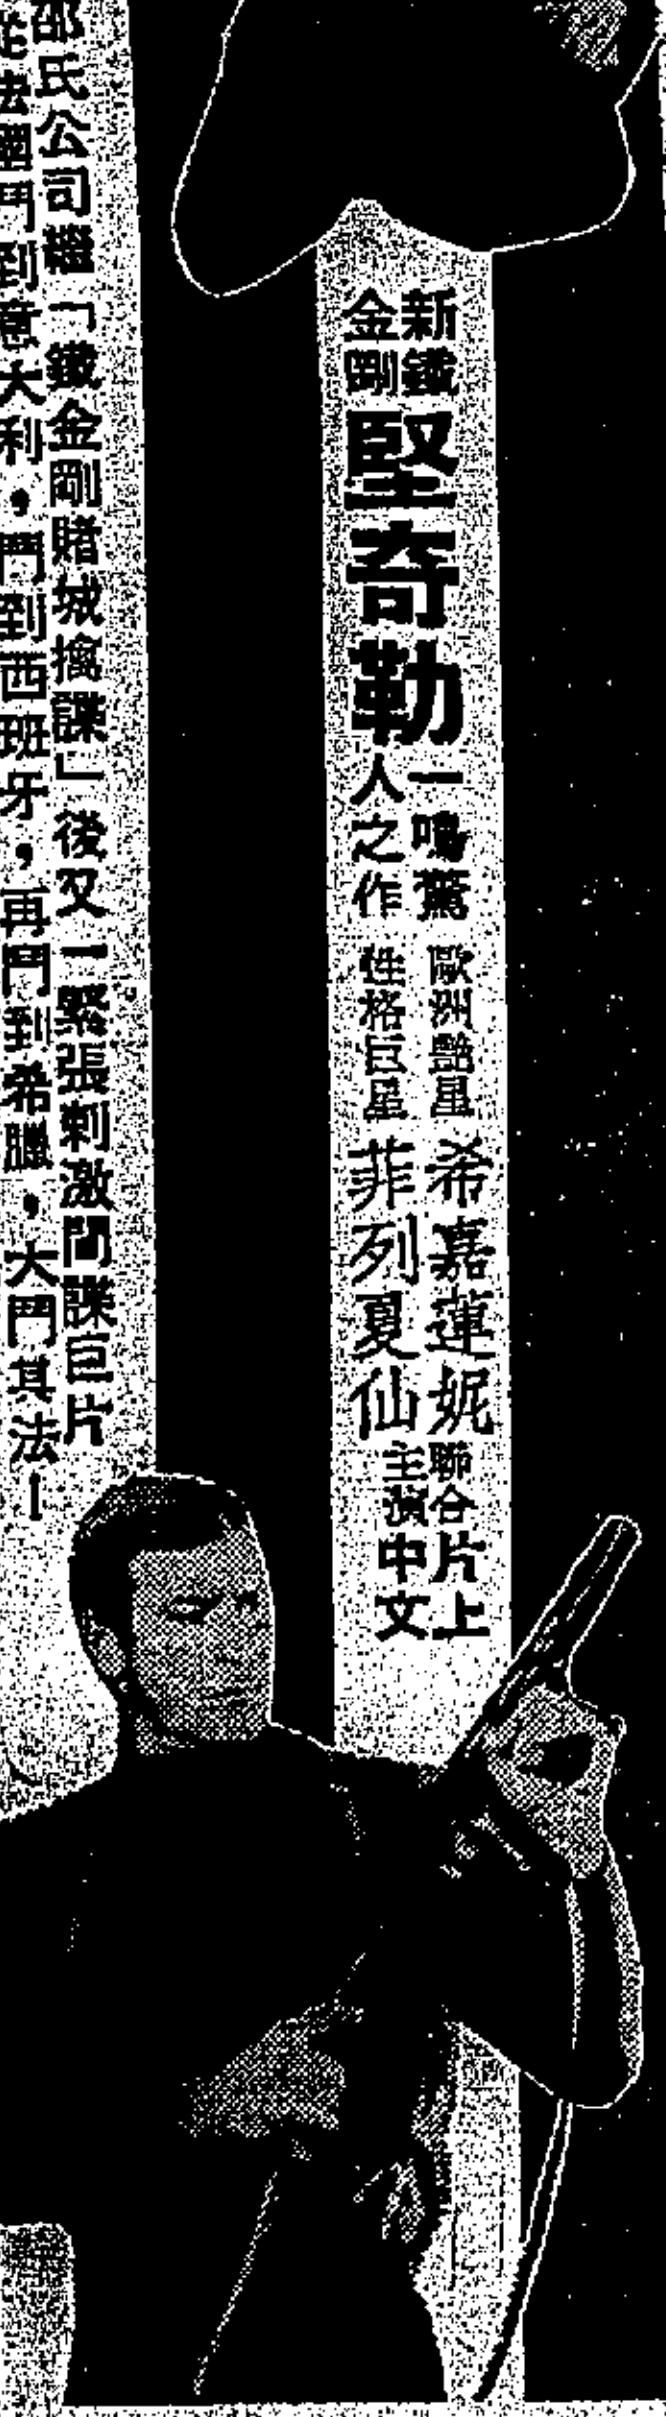 新鐵
金剛
堅奇勒
一鳴驚
人之作
歐洲艷星 希嘉蓮妮
性格巨星 菲列夏仙
聯合
主演
片上
中文
邵氏公司繼「鐵金剛賭城擒諜」後又一緊張刺激間諜巨片
從法國鬥到意大利，鬥到西班牙，再鬥到希臘，大鬥其法！